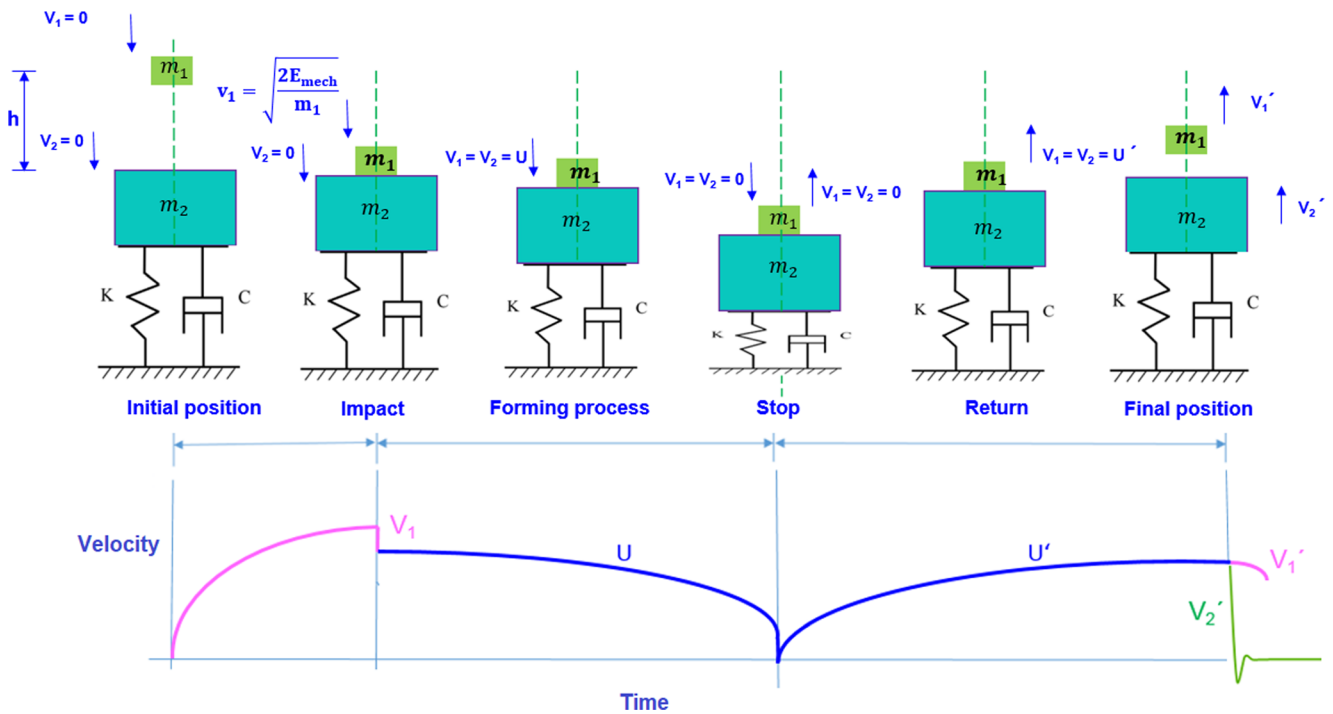 V₁ = 0
m₁
h
V₂ = 0
m₂
K
C
Initial position
v₁ = √(2E_mech / m₁)
V₂ = 0
m₁
m₂
K
C
Impact
V₁ = V₂ = U
m₁
m₂
K
C
Forming process
V₁ = V₂ = 0
V₁ = V₂ = 0
m₁
m₂
K
C
Stop
V₁ = V₂ = U´
m₁
m₂
K
C
Return
V₁´
m₁
V₂´
m₂
K
C
Final position
Velocity
V₁
U
U‘
V₁´
V₂´
Time